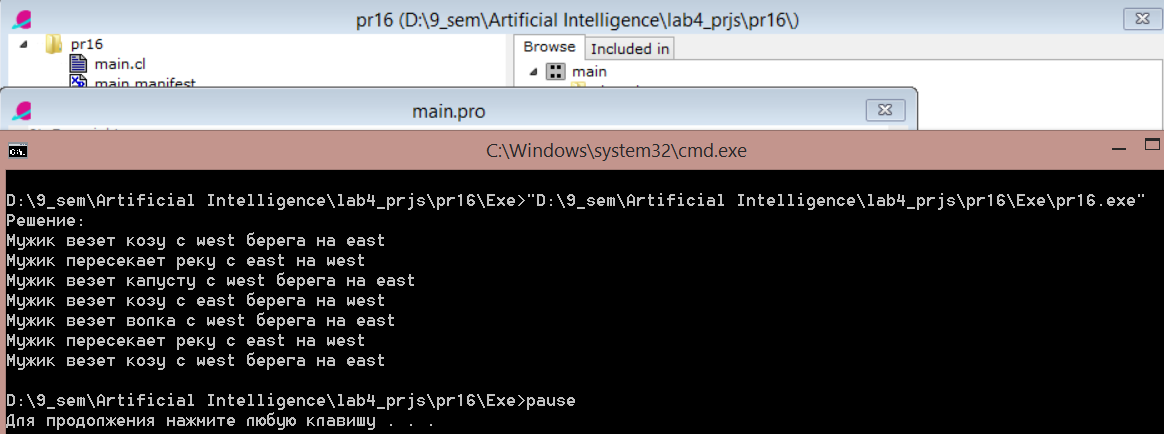 pr16 (D:\9_sem\Artificial Intelligence\lab4_prjs\pr16\)
pr16
main.cl
main.manifest
Browse
Included in
main
main.pro
C:\Windows\system32\cmd.exe
D:\9_sem\Artificial Intelligence\lab4_prjs\pr16\Exe>"D:\9_sem\Artificial Intelligence\lab4_prjs\pr16\Exe\pr16.exe"
Решение:
Мужик везет козу с west берега на east
Мужик пересекает реку с east на west
Мужик везет капусту с west берега на east
Мужик везет козу с east берега на west
Мужик везет волка с west берега на east
Мужик пересекает реку с east на west
Мужик везет козу с west берега на east
D:\9_sem\Artificial Intelligence\lab4_prjs\pr16\Exe>pause
Для продолжения нажмите любую клавишу . . .